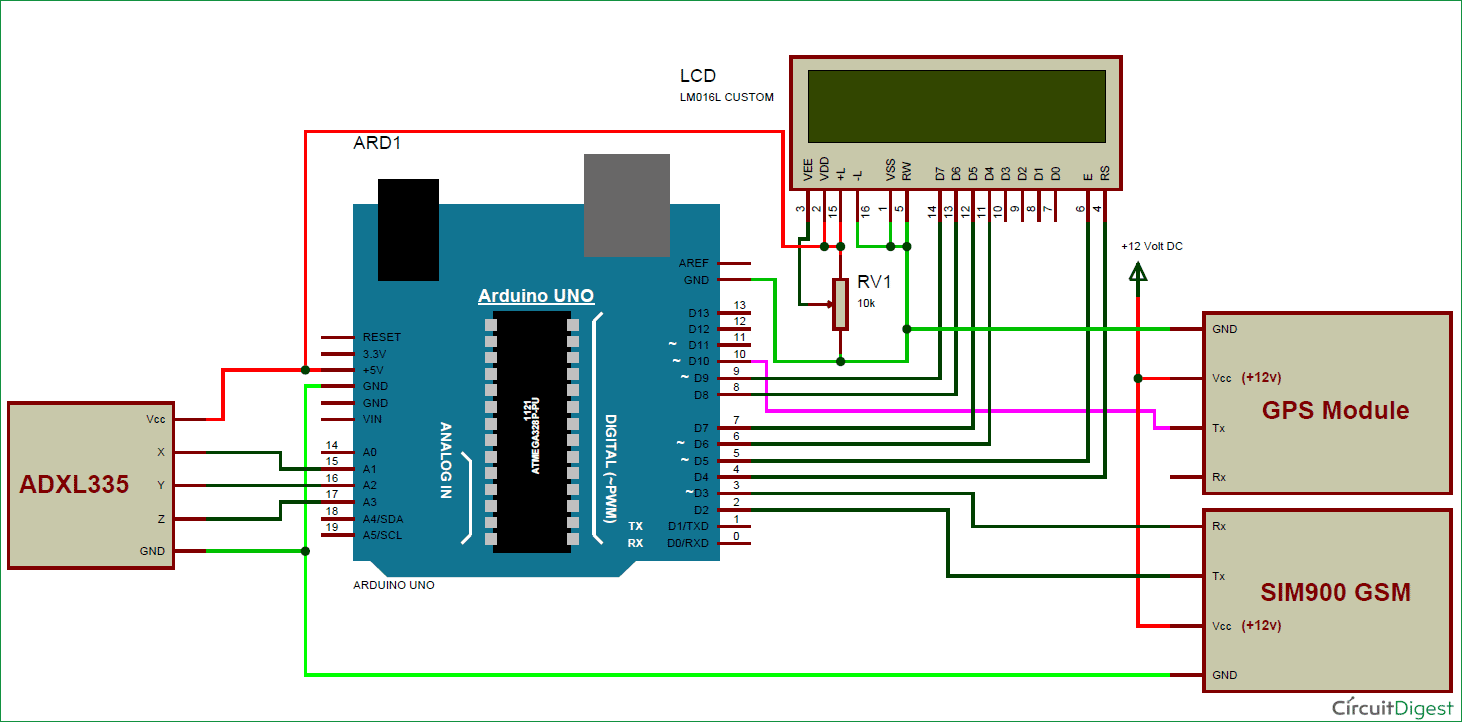 LCD
LM016L CUSTOM
VEE
VDD
+L
-L
VSS
RW
D7
D6
D5
D4
D3
D2
D1
D0
E
RS
3
2
15
16
1
5
14
13
12
11
10
9
8
7
6
4
ARD1
Arduino UNO
1121
ATMEGA328P-PU
ANALOG IN
DIGITAL (~PWM)
RESET
3.3V
+5V
GND
GND
VIN
14 A0
15 A1
16 A2
17 A3
18 A4/SDA
19 A5/SCL
AREF
GND
D13 13
D12 12
~ D11 11
~ D10 10
~ D9 9
D8 8
D7 7
~ D6 6
~ D5 5
D4 4
~D3 3
D2 2
TX D1/TXD 1
RX D0/RXD 0
ARDUINO UNO
RV1
10k
+12 Volt DC
ADXL335
Vcc
X
Y
Z
GND
GND
Vcc (+12v)
GPS Module
Tx
Rx
Rx
Tx
SIM900 GSM
Vcc (+12v)
GND
CircuitDigest